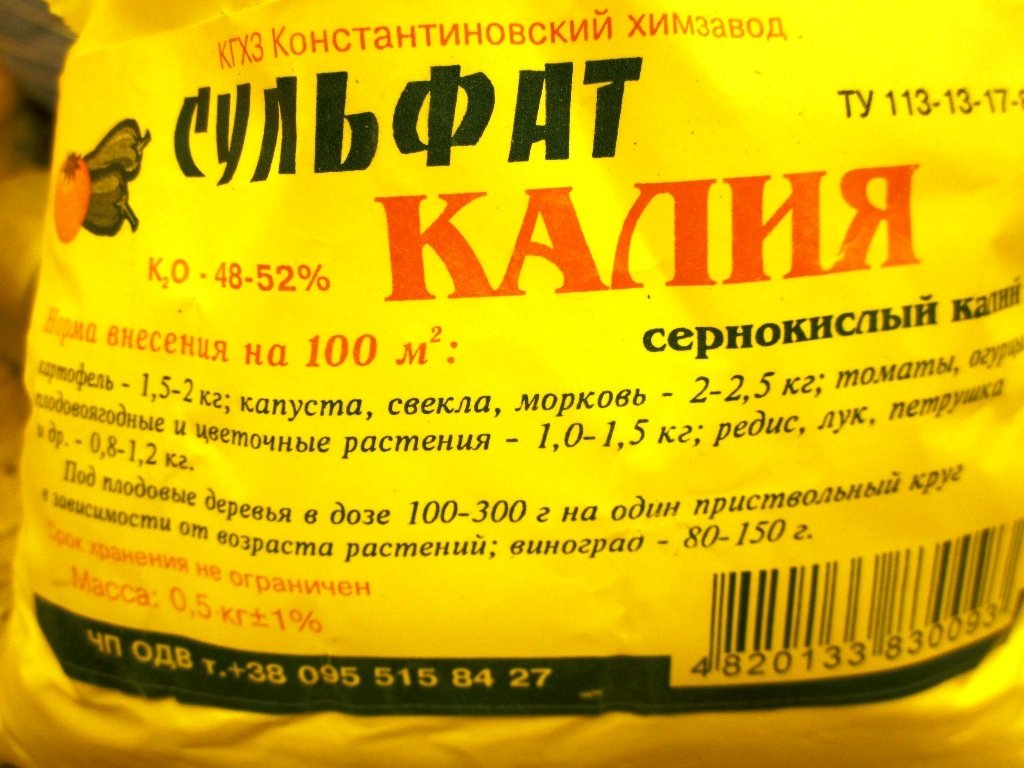 КГХЗ Константиновский химзавод
СУЛЬФАТ
ТУ 113-13-17-
КАЛИЯ
K₂O - 48-52%
сернокислый калий
Норма внесения на 100 м²:
картофель - 1,5-2 кг; капуста, свекла, морковь - 2-2,5 кг; томаты, огурцы
плодовоягодные и цветочные растения - 1,0-1,5 кг; редис, лук, петрушка
и др. - 0,8-1,2 кг.
Под плодовые деревья в дозе 100-300 г на один приствольный круг
в зависимости от возраста растений; виноград - 80-150 г.
Срок хранения не ограничен
Масса: 0,5 кг±1%
ЧП ОДВ т.+38 095 515 84 27
4 820133 830093